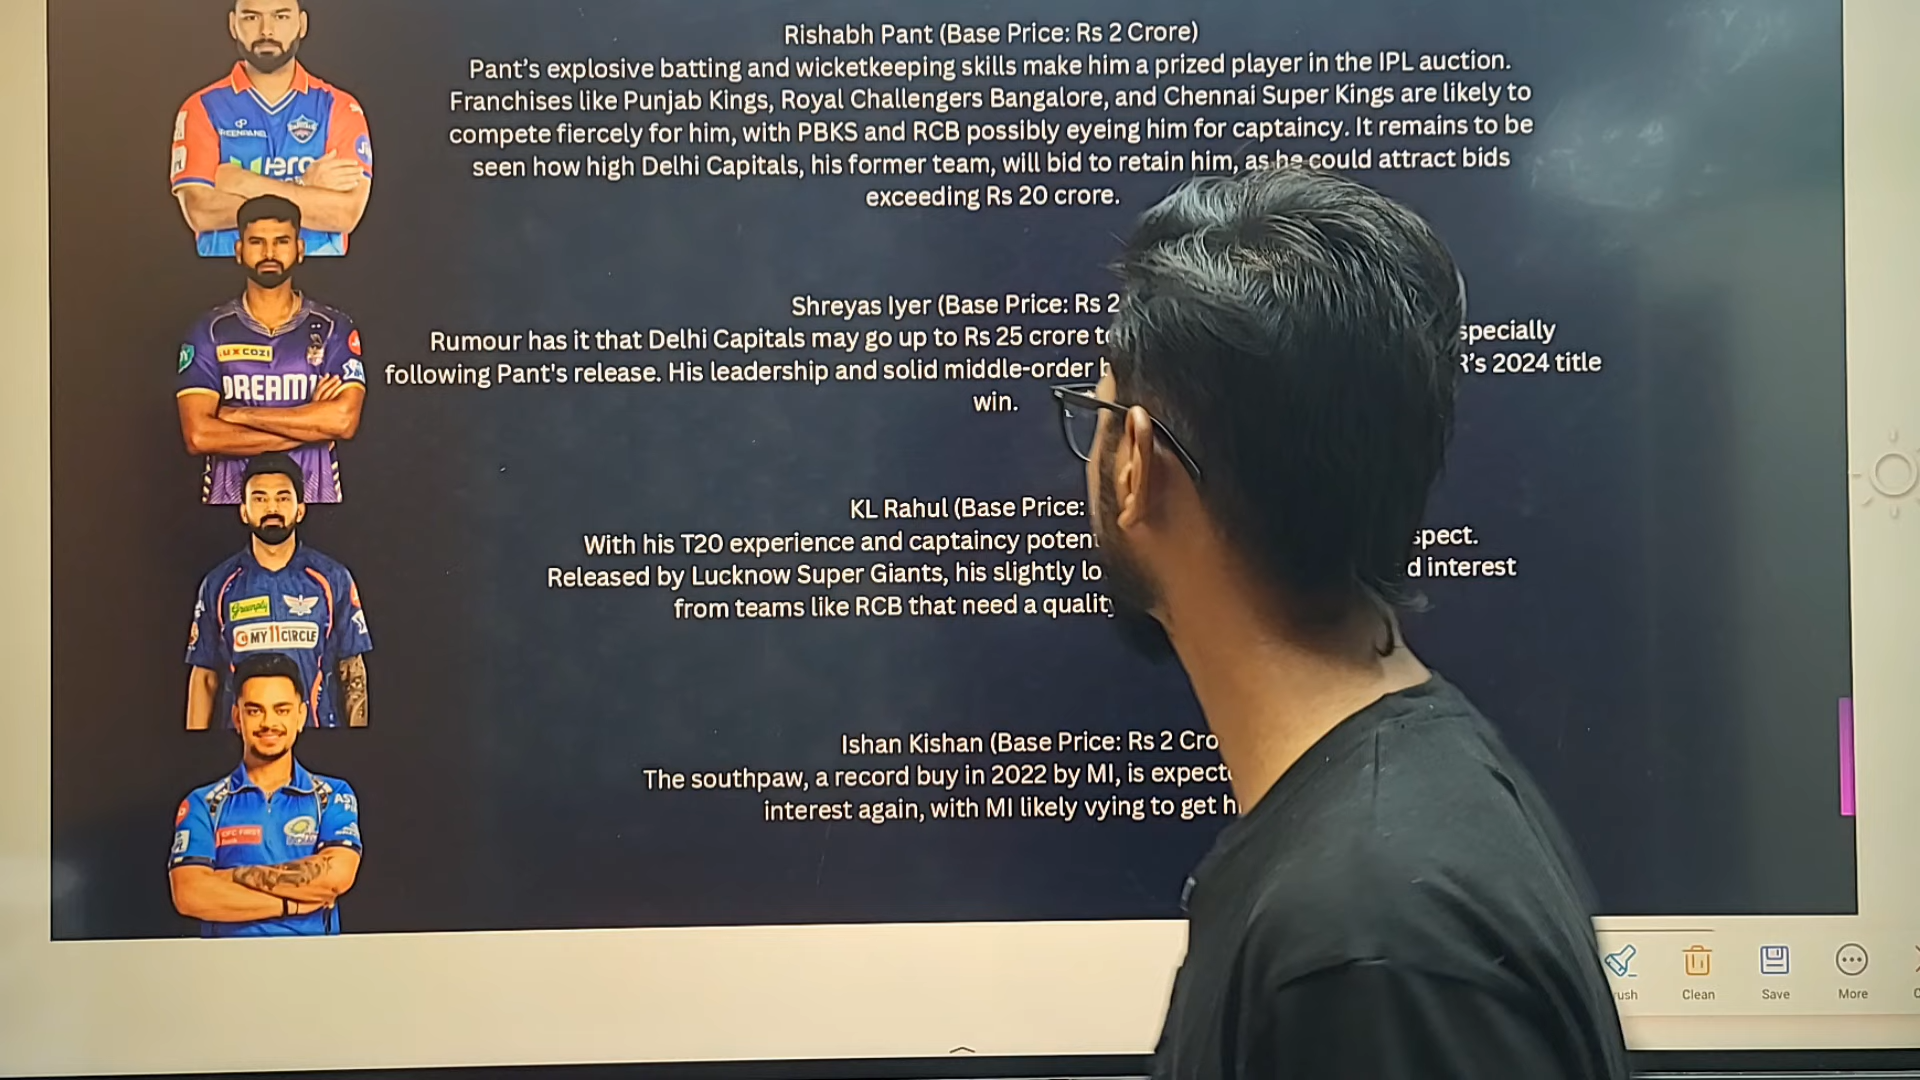 Rishabh Pant (Base Price: Rs 2 Crore)
Pant's explosive batting and wicketkeeping skills make him a prized player in the IPL auction.
Franchises like Punjab Kings, Royal Challengers Bangalore, and Chennai Super Kings are likely to
compete fiercely for him, with PBKS and RCB possibly eyeing him for captaincy. It remains to be
seen how high Delhi Capitals, his former team, will bid to retain him, as he could attract bids
exceeding Rs 20 crore.
Shreyas Iyer (Base Price: Rs 2
Rumour has it that Delhi Capitals may go up to Rs 25 crore
following Pant's release. His leadership and solid middle-order
2024 title
win.
KL Rahul (Base Price:
With his T20 experience and captaincy
Released by Lucknow Super Giants, his slightly
interest
from teams like RCB that need a
Ishan Kishan (Base Price: Rs 2
The southpaw, a record buy in 2022 by MI, is
interest again, with MI likely vying to get
Hero
LUX COZI
DREAM11
Greenply
MY11CIRCLE
Clean
Save
More